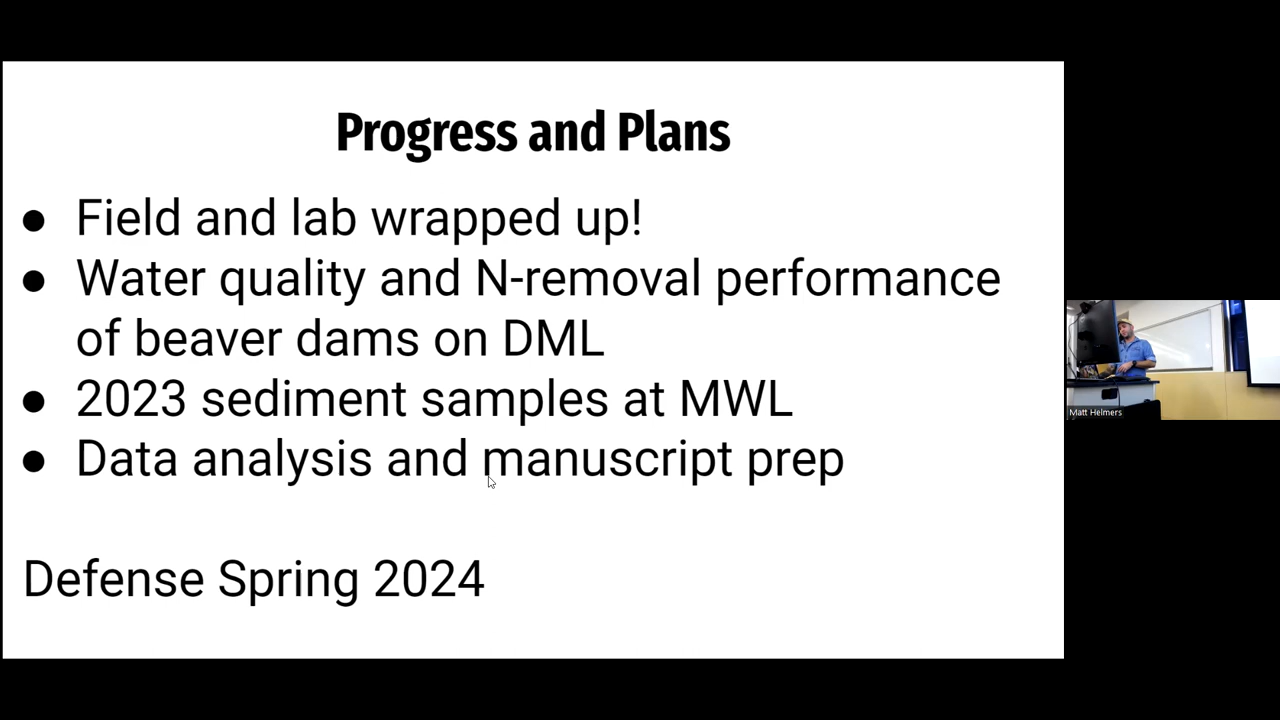 Progress and Plans
● Field and lab wrapped up!
● Water quality and N-removal performance
of beaver dams on DML
● 2023 sediment samples at MWL
● Data analysis and manuscript prep
Defense Spring 2024
Matt Helmers